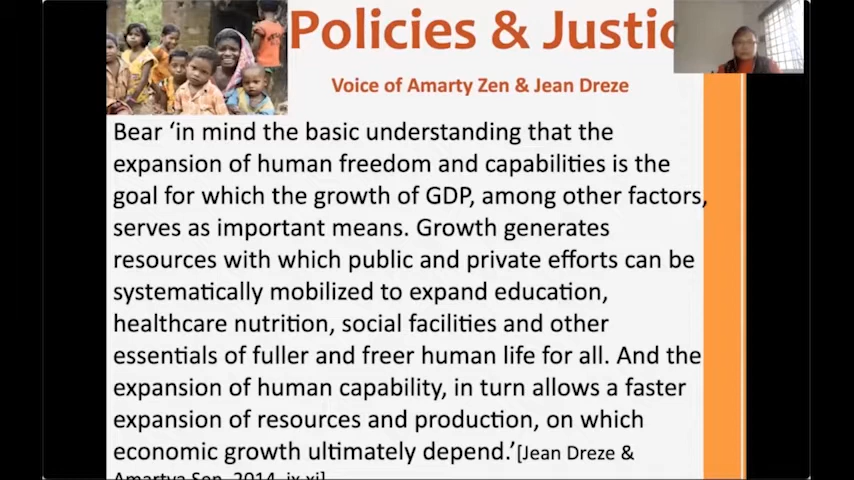 Policies & Justic
Voice of Amarty Zen & Jean Dreze
Bear ‘in mind the basic understanding that the
expansion of human freedom and capabilities is the
goal for which the growth of GDP, among other factors,
serves as important means. Growth generates
resources with which public and private efforts can be
systematically mobilized to expand education,
healthcare nutrition, social facilities and other
essentials of fuller and freer human life for all. And the
expansion of human capability, in turn allows a faster
expansion of resources and production, on which
economic growth ultimately depend.’[Jean Dreze &
Amartya Sen, 2014, ix-xi]